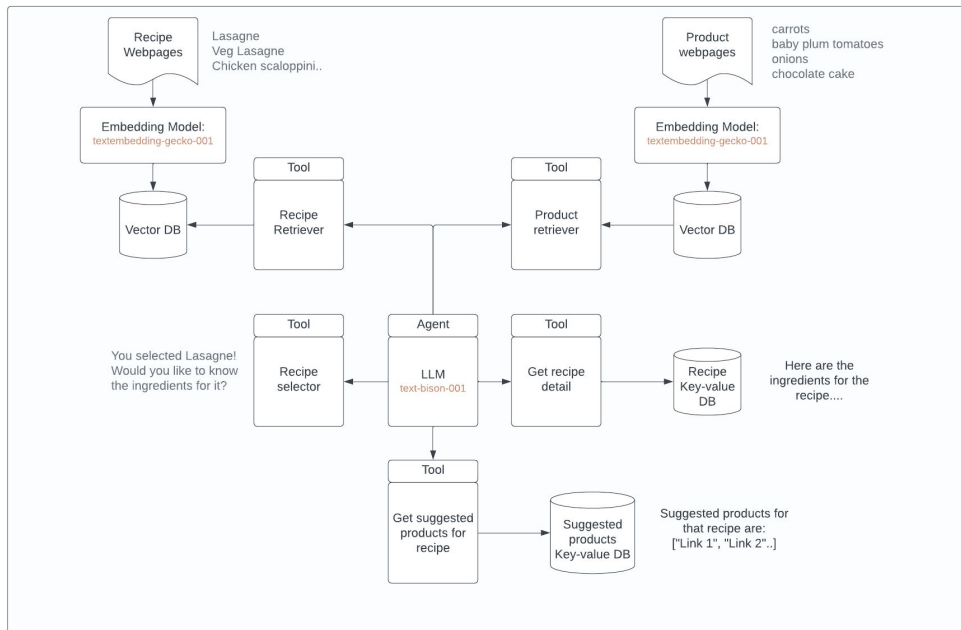 Recipe
Webpages
Lasagne
Veg Lasagne
Chicken scaloppini..
Product
webpages
carrots
baby plum tomatoes
onions
chocolate cake
Embedding Model:
textembedding-gecko-001
Embedding Model:
textembedding-gecko-001
Vector DB
Tool
Recipe
Retriever
Tool
Product
retriever
Vector DB
You selected Lasagne!
Would you like to know
the ingredients for it?
Tool
Recipe
selector
Agent
LLM
text-bison-001
Tool
Get recipe
detail
Recipe
Key-value
DB
Here are the
ingredients for the
recipe....
Tool
Get suggested
products for
recipe
Suggested
products
Key-value DB
Suggested products for
that recipe are:
["Link 1", "Link 2"..]